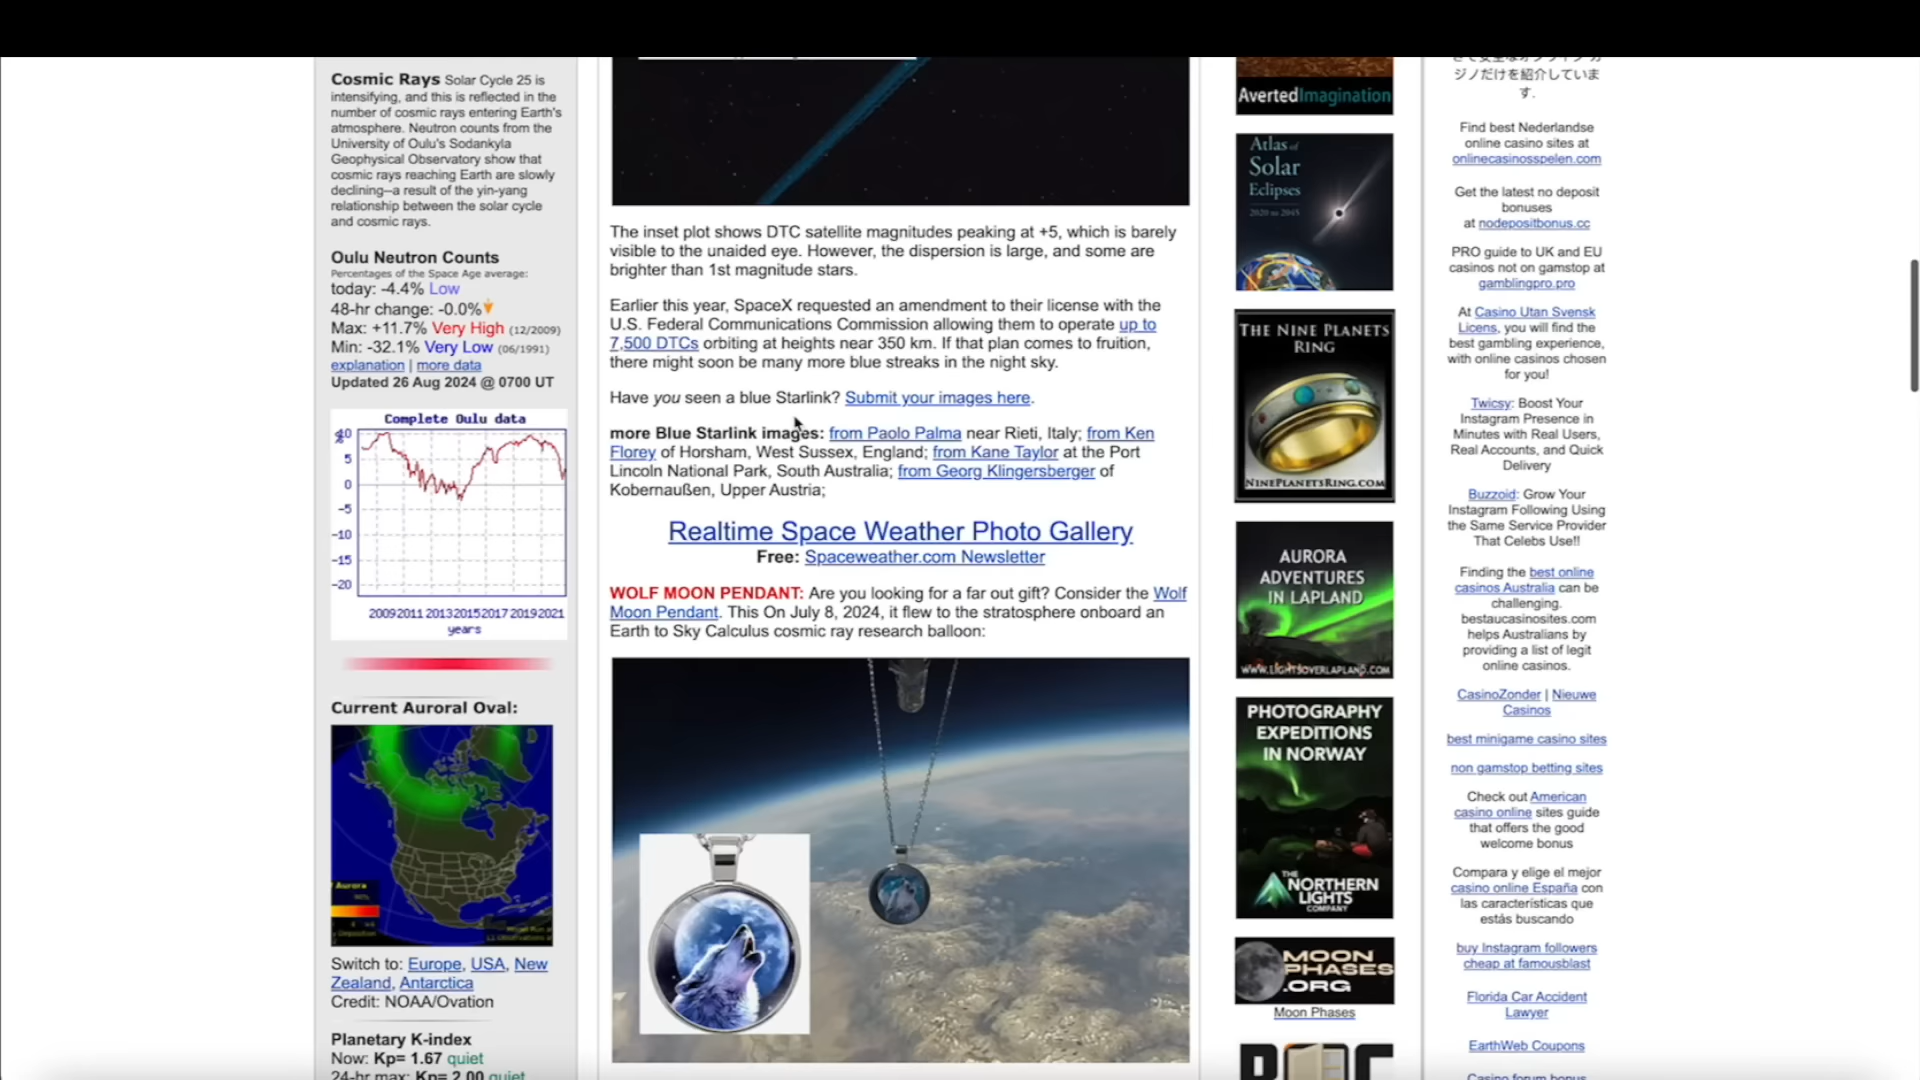 Cosmic Rays Solar Cycle 25 is
intensifying, and this is reflected in the
number of cosmic rays entering Earth's
atmosphere. Neutron counts from the
University of Oulu's Sodankyla
Geophysical Observatory show that
cosmic rays reaching Earth are slowly
declining--a result of the yin-yang
relationship between the solar cycle
and cosmic rays.
Oulu Neutron Counts
Percentages of the Space Age average:
today: -4.4% Low
48-hr change: -0.0%
Max: +11.7% Very High (12/2009)
Min: -32.1% Very Low (06/1991)
explanation | more data
Updated 26 Aug 2024 @ 0700 UT
Complete Oulu data
%
10
5
0
-5
-10
-15
-20
2009 2011 2013 2015 2017 2019 2021
years
Current Auroral Oval:
Aurora
Switch to: Europe, USA, New
Zealand, Antarctica
Credit: NOAA/Ovation
Planetary K-index
Now: Kp= 1.67 quiet
24-hr max: Kp= 2.00 quiet
The inset plot shows DTC satellite magnitudes peaking at +5, which is barely
visible to the unaided eye. However, the dispersion is large, and some are
brighter than 1st magnitude stars.
Earlier this year, SpaceX requested an amendment to their license with the
U.S. Federal Communications Commission allowing them to operate up to
7,500 DTCs orbiting at heights near 350 km. If that plan comes to fruition,
there might soon be many more blue streaks in the night sky.
Have you seen a blue Starlink? Submit your images here.
more Blue Starlink images: from Paolo Palma near Rieti, Italy; from Ken
Florey of Horsham, West Sussex, England; from Kane Taylor at the Port
Lincoln National Park, South Australia; from Georg Klingersberger of
Kobernaußen, Upper Austria;
Realtime Space Weather Photo Gallery
Free: Spaceweather.com Newsletter
WOLF MOON PENDANT: Are you looking for a far out gift? Consider the Wolf
Moon Pendant. This On July 8, 2024, it flew to the stratosphere onboard an
Earth to Sky Calculus cosmic ray research balloon:
AvertedImagination
Atlas of
Solar
Eclipses
2020 to 2045
THE NINE PLANETS
RING
NINEPLANETSRING.COM
AURORA
ADVENTURES
IN LAPLAND
WWW.LIGHTSOVERLAPLAND.COM
PHOTOGRAPHY
EXPEDITIONS
IN NORWAY
THE
NORTHERN
LIGHTS
COMPANY
MOON
PHASES
.ORG
Moon Phases
ジノだけを紹介していま
す.
Find best Nederlandse
online casino sites at
onlinecasinosspelen.com
Get the latest no deposit
bonuses
at nodepositbonus.cc
PRO guide to UK and EU
casinos not on gamstop at
gamblingpro.pro
At Casino Utan Svensk
Licens, you will find the
best gambling experience,
with online casinos chosen
for you!
Twicsy: Boost Your
Instagram Presence in
Minutes with Real Users,
Real Accounts, and Quick
Delivery
Buzzoid: Grow Your
Instagram Following Using
the Same Service Provider
That Celebs Use!!
Finding the best online
casinos Australia can be
challenging.
bestaucasinosites.com
helps Australians by
providing a list of legit
online casinos.
CasinoZonder | Nieuwe
Casinos
best minigame casino sites
non gamstop betting sites
Check out American
casino online sites guide
that offers the good
welcome bonus
Compara y elige el mejor
casino online España con
las características que
estás buscando
buy Instagram followers
cheap at famousblast
Florida Car Accident
Lawyer
EarthWeb Coupons
Casino forum bonus